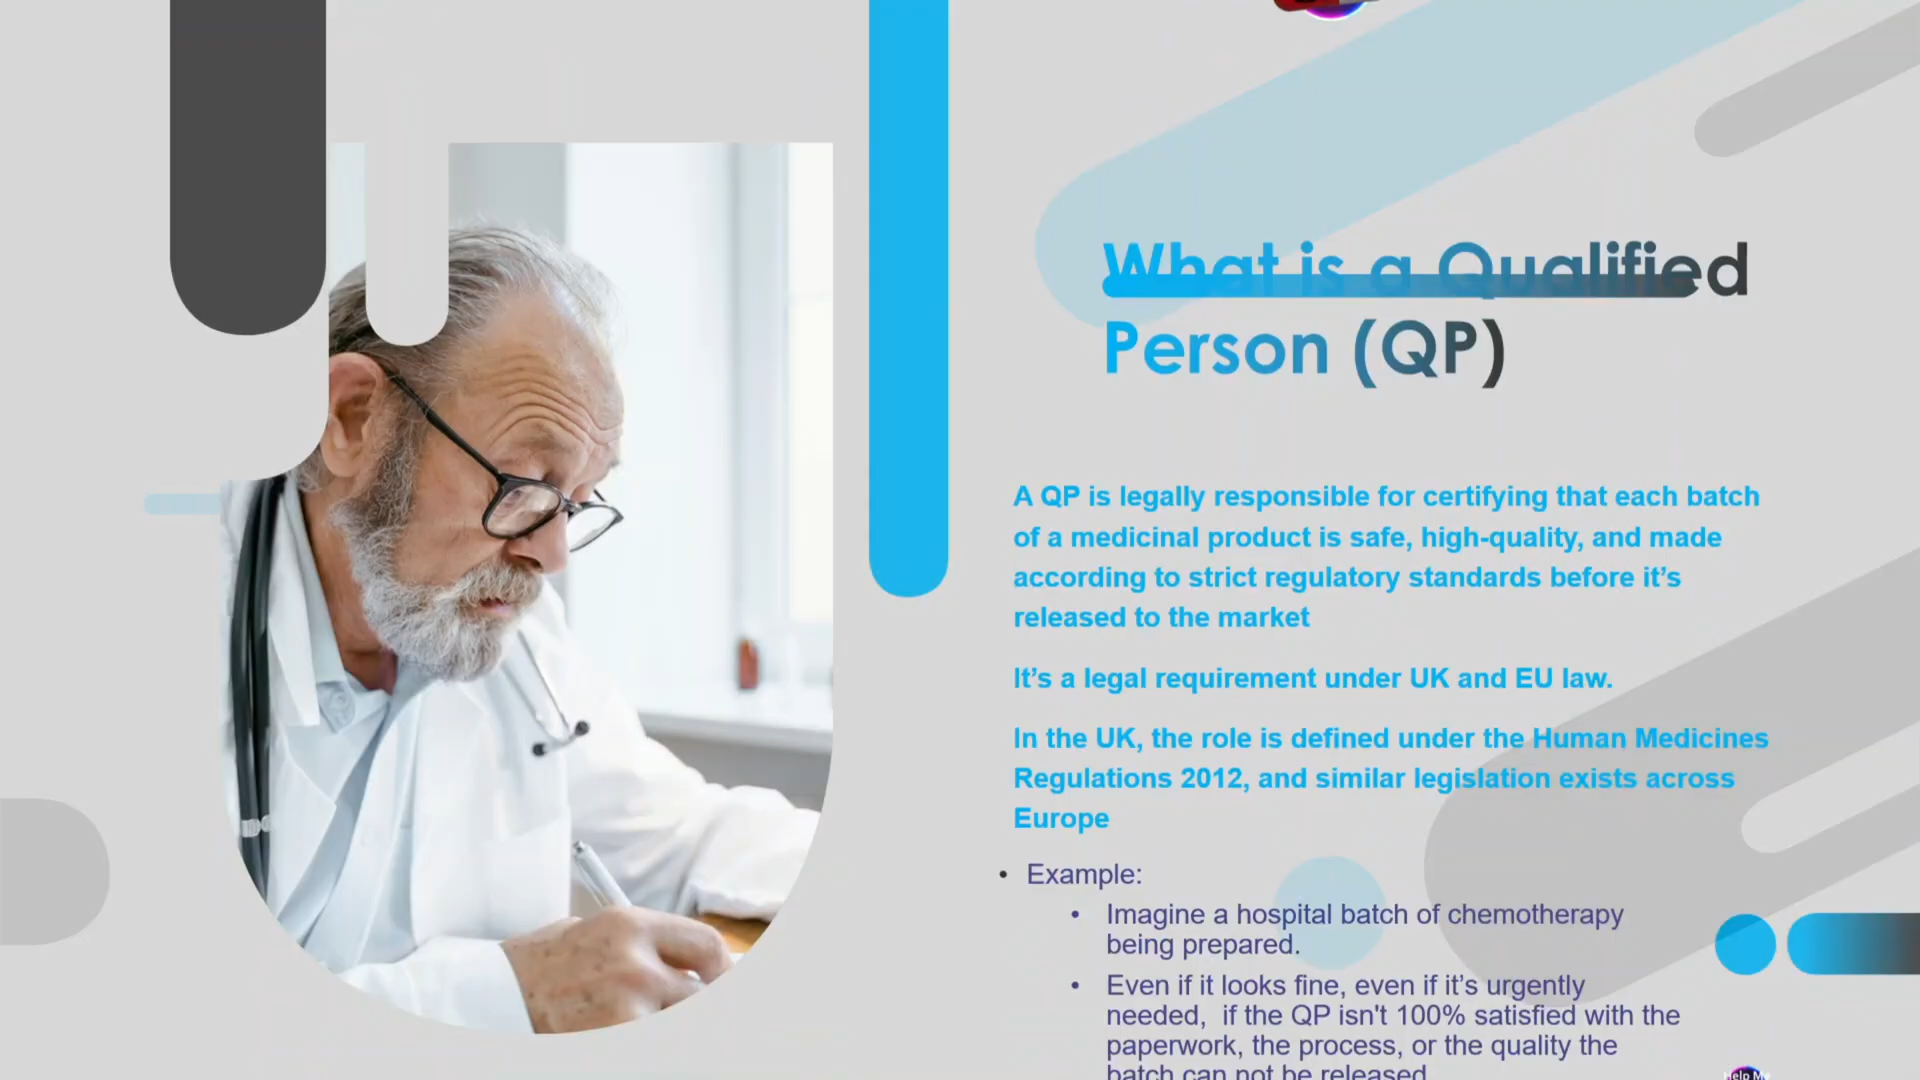 What is a Qualified
Person (QP)
A QP is legally responsible for certifying that each batch
of a medicinal product is safe, high-quality, and made
according to strict regulatory standards before it’s
released to the market
It’s a legal requirement under UK and EU law.
In the UK, the role is defined under the Human Medicines
Regulations 2012, and similar legislation exists across
Europe
• Example:
• Imagine a hospital batch of chemotherapy
being prepared.
• Even if it looks fine, even if it’s urgently
needed,  if the QP isn't 100% satisfied with the
paperwork, the process, or the quality the
batch can not be released
Help Me